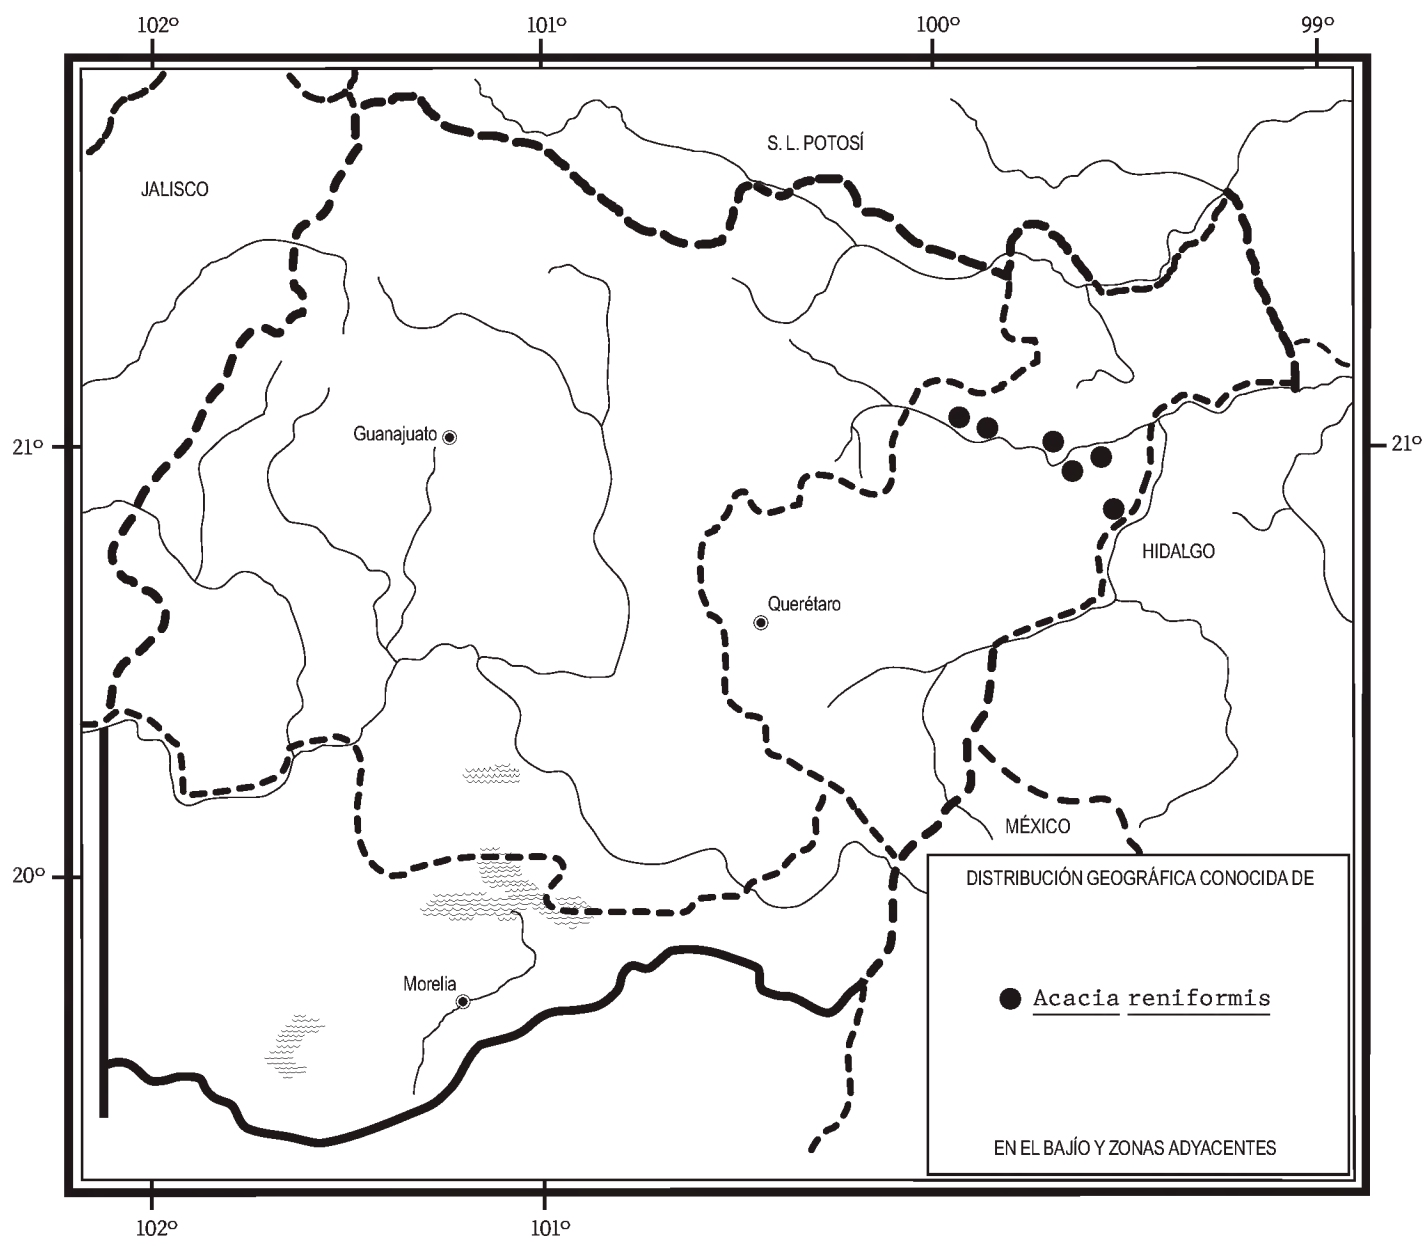 102º 101º 100º 99º
S. L. POTOSÍ
JALISCO
Guanajuato
21º 21º
HIDALGO
Querétaro
MÉXICO
20º
DISTRIBUCIÓN GEOGRÁFICA CONOCIDA DE
Morelia
Acacia reniformis
EN EL BAJÍO Y ZONAS ADYACENTES
102º 101º